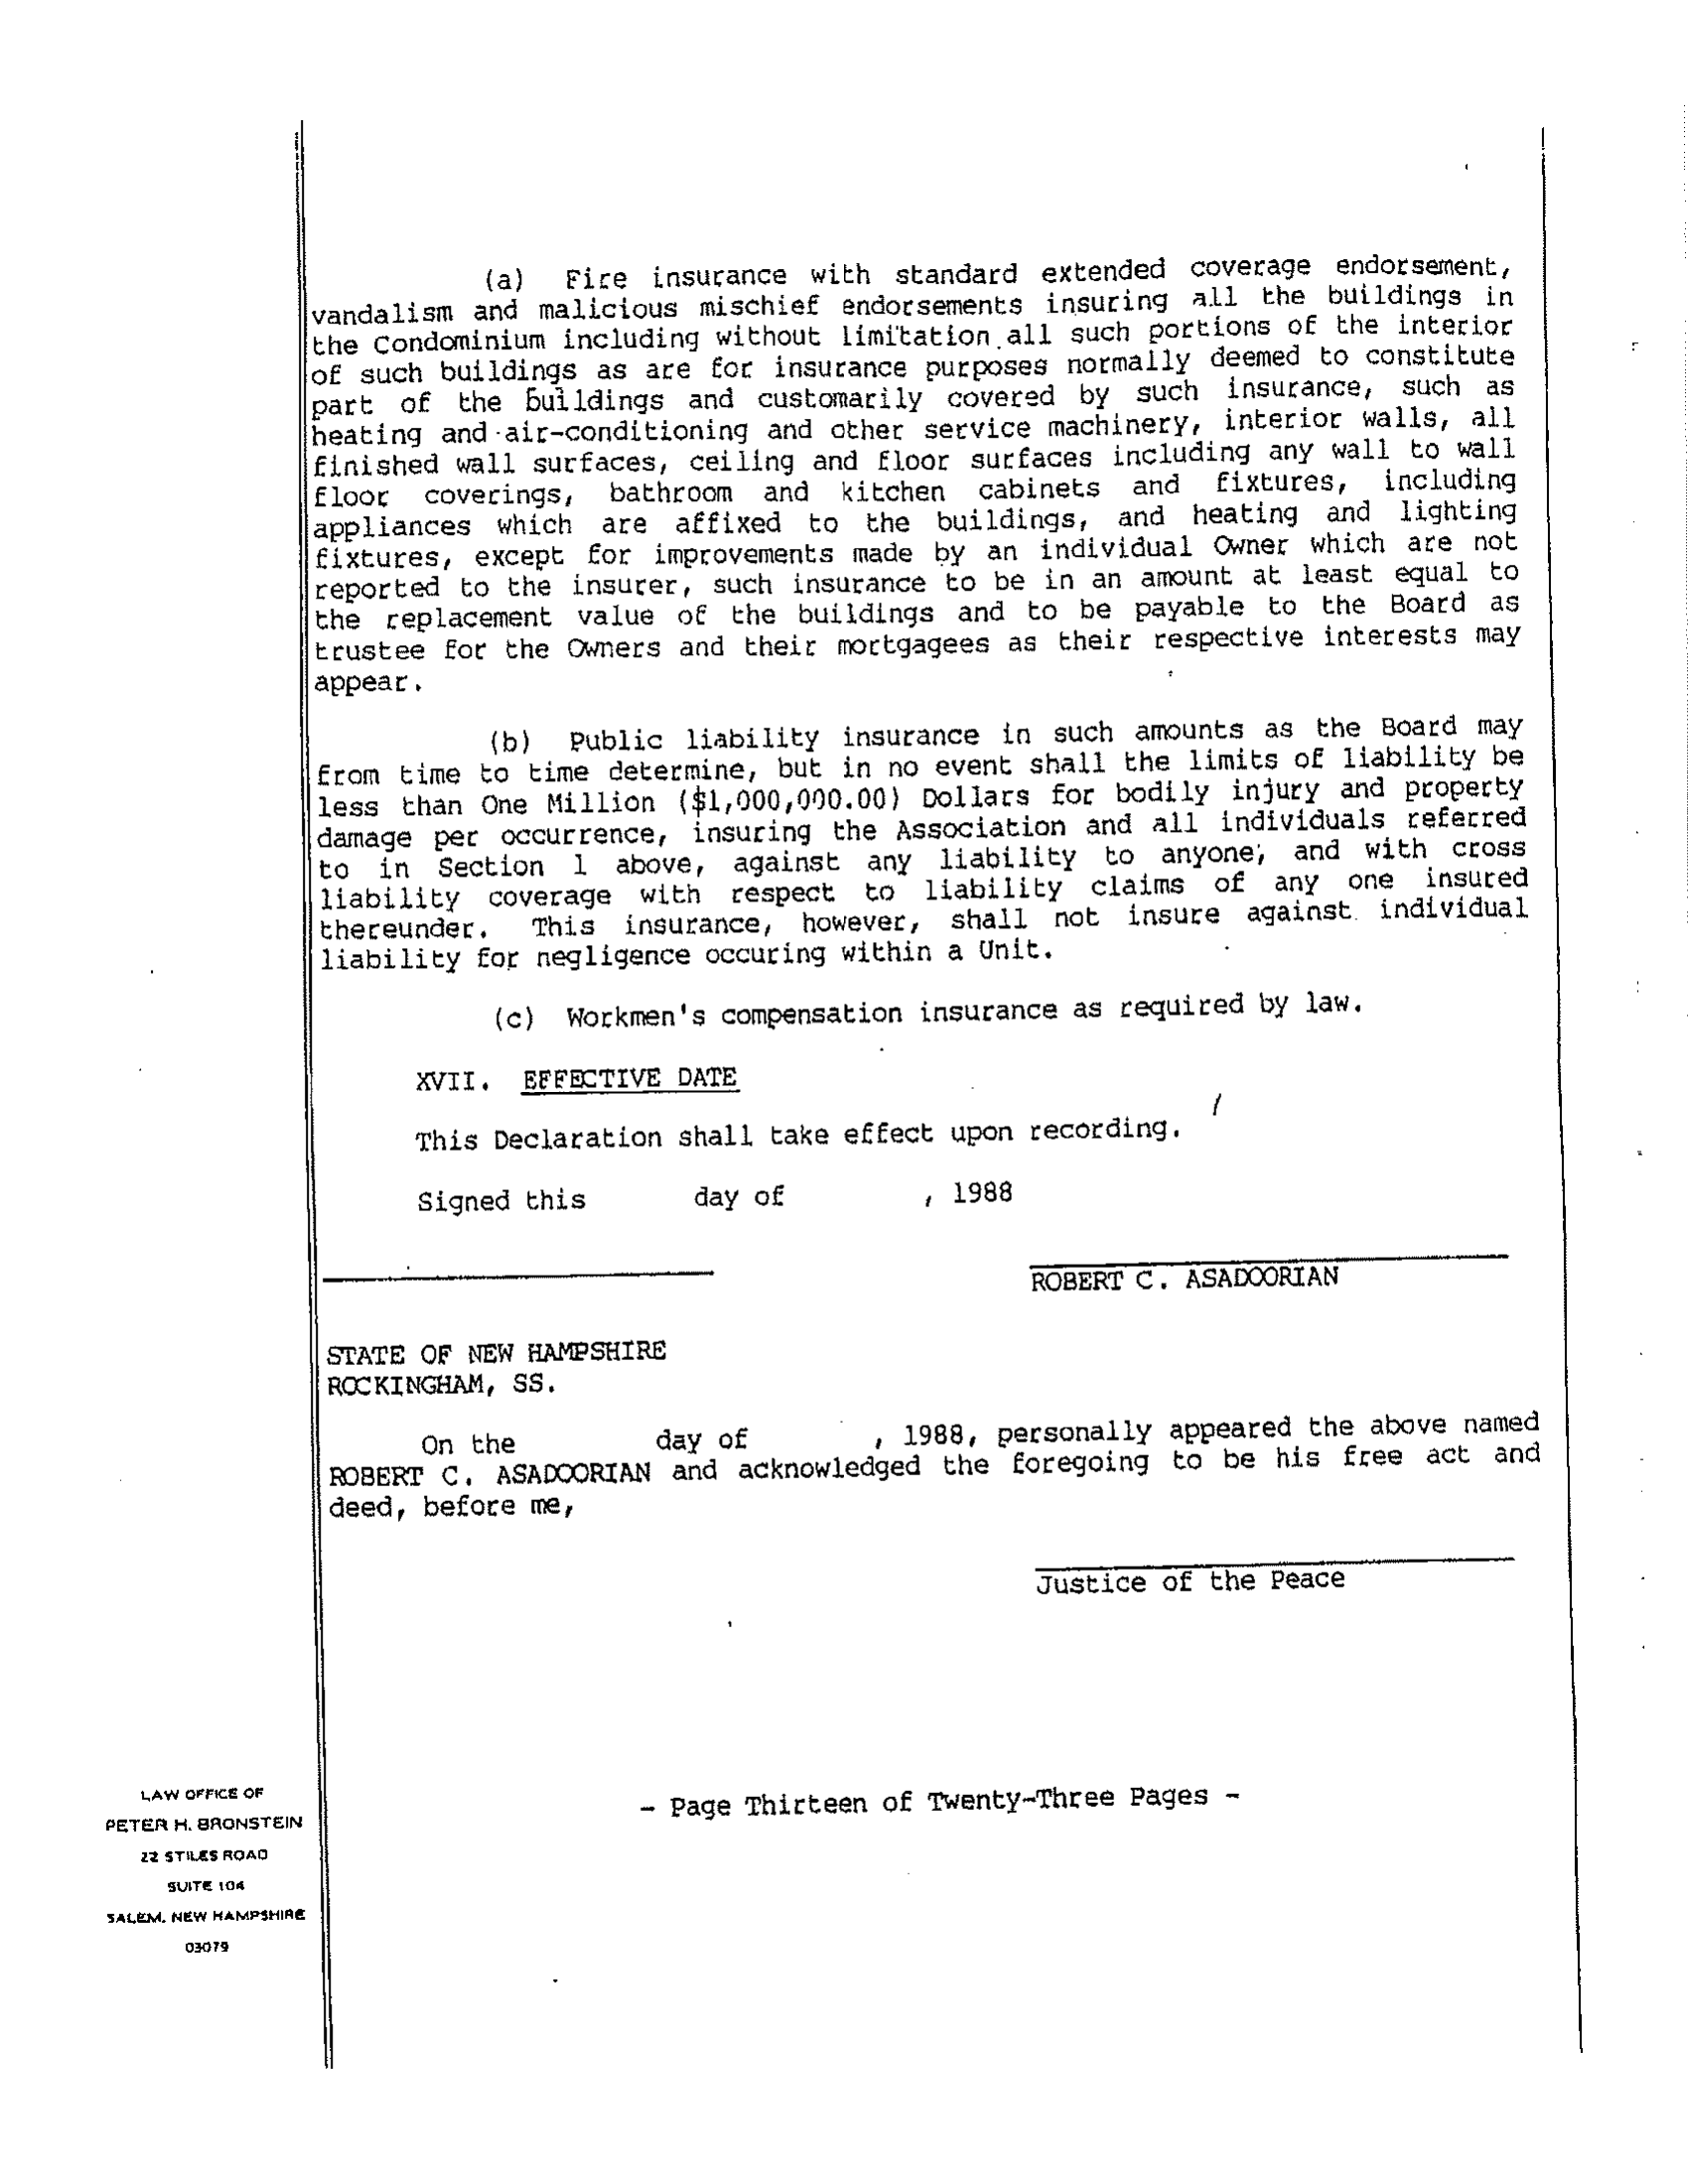 (a) Fire insurance with standard extended coverage endorsement,
vandalism and malicious mischief endorsements insuring all the buildings in
the Condominium including without limitation all such portions of the interior
of such buildings as are for insurance purposes normally deemed to constitute
part of the buildings and customarily covered by such insurance, such as
heating and air-conditioning and other service machinery, interior walls, all
finished wall surfaces, ceiling and floor surfaces including any wall to wall
floor coverings, bathroom and kitchen cabinets and fixtures, including
appliances which are affixed to the buildings, and heating and lighting
fixtures, except for improvements made by an individual Owner which are not
reported to the insurer, such insurance to be in an amount at least equal to
the replacement value of the buildings and to be payable to the Board as
trustee for the Owners and their mortgagees as their respective interests may
appear.
(b) Public liability insurance in such amounts as the Board may
from time to time determine, but in no event shall the limits of liability be
less than One Million ($1,000,000.00) Dollars for bodily injury and property
damage per occurrence, insuring the Association and all individuals referred
to in Section 1 above, against any liability to anyone, and with cross
liability coverage with respect to liability claims of any one insured
thereunder. This insurance, however, shall not insure against individual
liability for negligence occuring within a Unit.
(c) Workmen's compensation insurance as required by law.
XVII. EFFECTIVE DATE
This Declaration shall take effect upon recording.
Signed this day of , 1988
ROBERT C. ASADOORIAN
STATE OF NEW HAMPSHIRE
ROCKINGHAM, SS.
On the day of , 1988, personally appeared the above named
ROBERT C. ASADOORIAN and acknowledged the foregoing to be his free act and
deed, before me,
Justice of the Peace
- Page Thirteen of Twenty-Three Pages -
LAW OFFICE OF
PETER H. BRONSTEIN
22 STILES ROAD
SUITE 104
SALEM, NEW HAMPSHIRE
03079